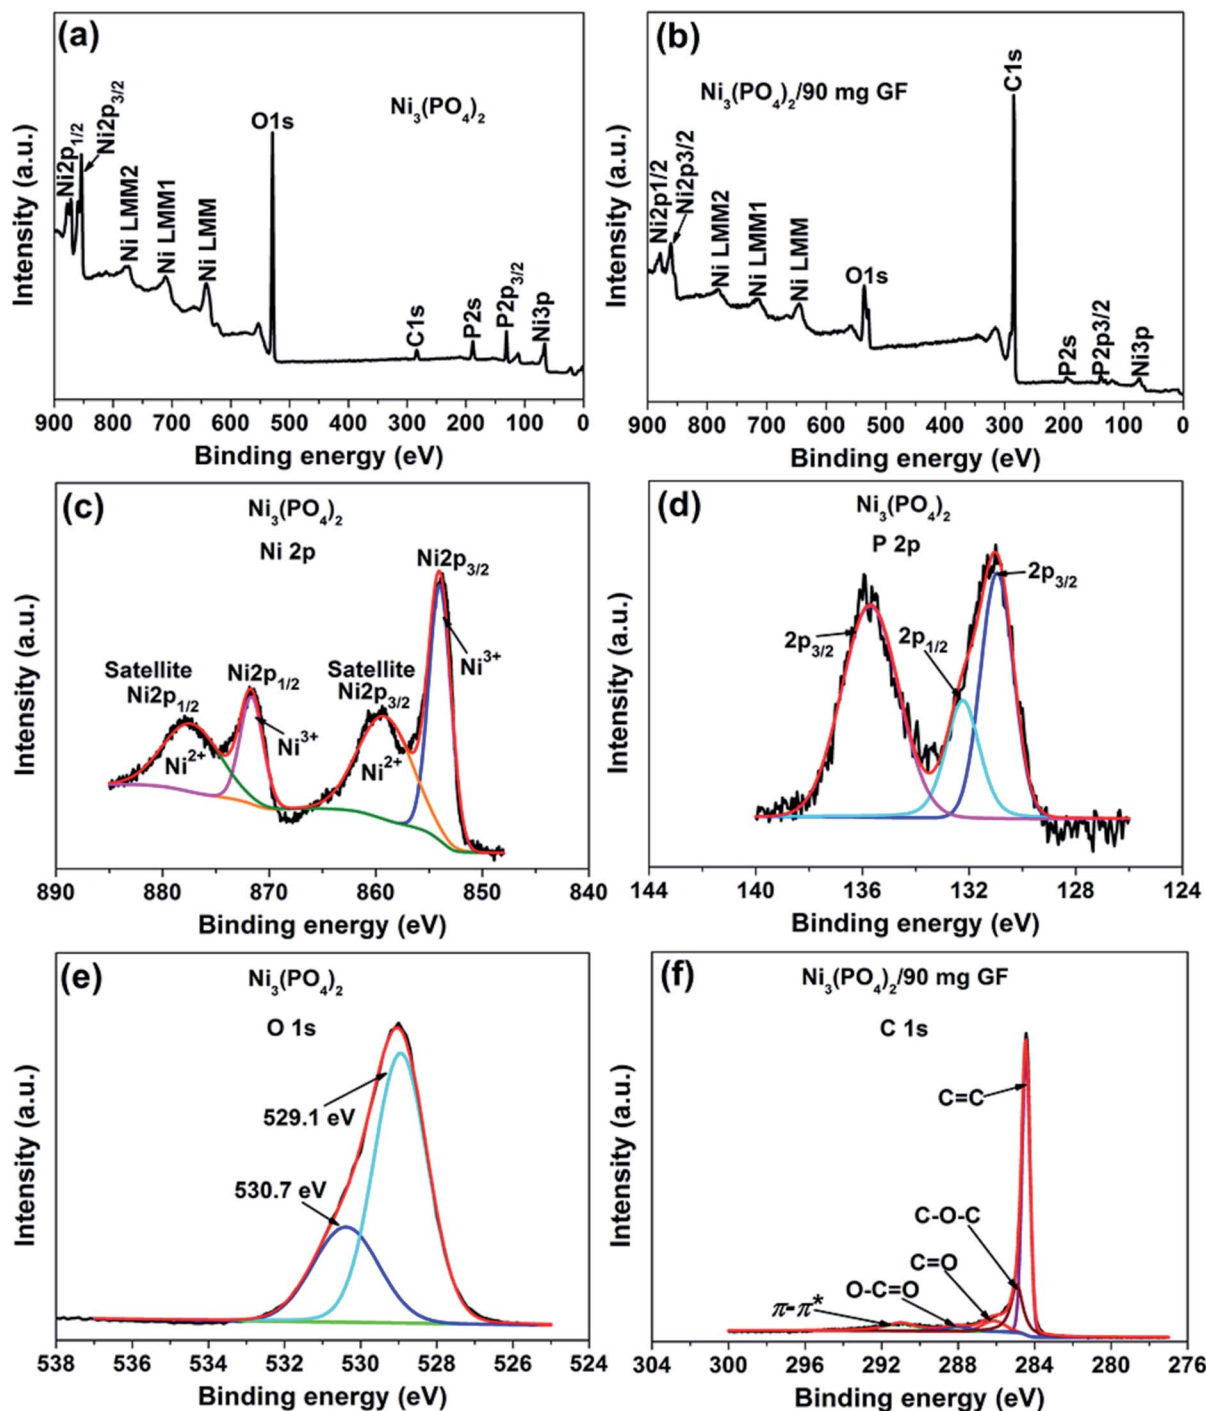 (a)
Ni2p1/2
Ni2p3/2
Ni LMM2
Ni LMM1
Ni LMM
O1s
Ni3(PO4)2
C1s
P2s
P2p3/2
Ni3p
Intensity (a.u.)
900 800 700 600 500 400 300 200 100 0
Binding energy (eV)
(b)
Ni3(PO4)2/90 mg GF
Ni2p1/2
Ni2p3/2
Ni LMM2
Ni LMM1
Ni LMM
O1s
C1s
P2s
P2p3/2
Ni3p
Intensity (a.u.)
900 800 700 600 500 400 300 200 100 0
Binding energy (eV)
(c)
Ni3(PO4)2
Ni 2p
Ni2p3/2
Ni3+
Satellite
Ni2p1/2
Ni2+
Ni2p1/2
Ni3+
Satellite
Ni2p3/2
Ni2+
Intensity (a.u.)
890 880 870 860 850 840
Binding energy (eV)
(d)
Ni3(PO4)2
P 2p
2p3/2
2p1/2
2p3/2
Intensity (a.u.)
144 140 136 132 128 124
Binding energy (eV)
(e)
Ni3(PO4)2
O 1s
529.1 eV
530.7 eV
Intensity (a.u.)
538 536 534 532 530 528 526 524
Binding energy (eV)
(f)
Ni3(PO4)2/90 mg GF
C 1s
C=C
C-O-C
C=O
O-C=O
π-π*
Intensity (a.u.)
304 300 296 292 288 284 280 276
Binding energy (eV)